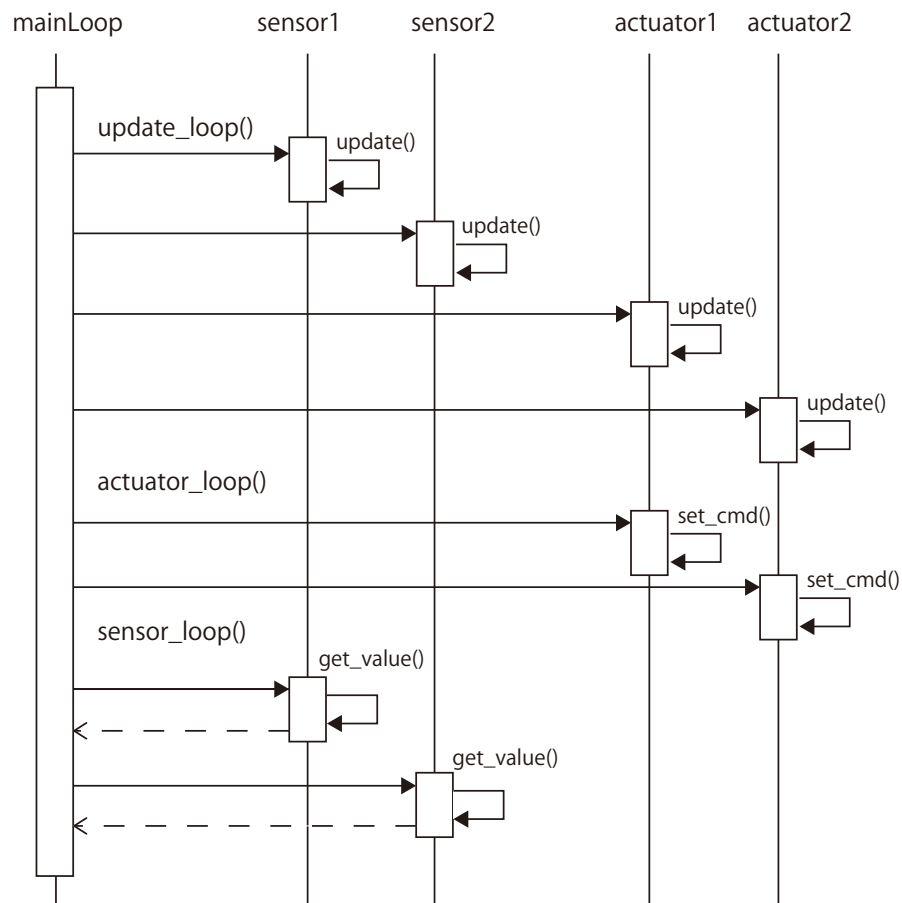 mainLoop
sensor1
sensor2
actuator1
actuator2
update_loop()
update()
update()
update()
update()
actuator_loop()
set_cmd()
set_cmd()
sensor_loop()
get_value()
get_value()